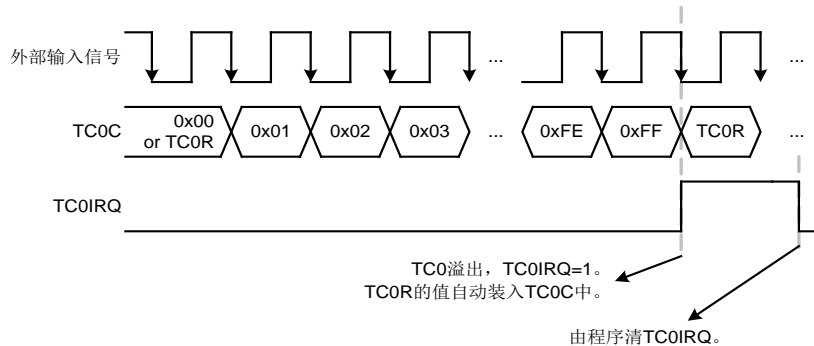 外部输入信号
...
...
TC0C
0x00
or TC0R
0x01
0x02
0x03
...
0xFE
0xFF
TC0R
...
TC0IRQ
TC0溢出，TC0IRQ=1。
TC0R的值自动装入TC0C中。
由程序清TC0IRQ。